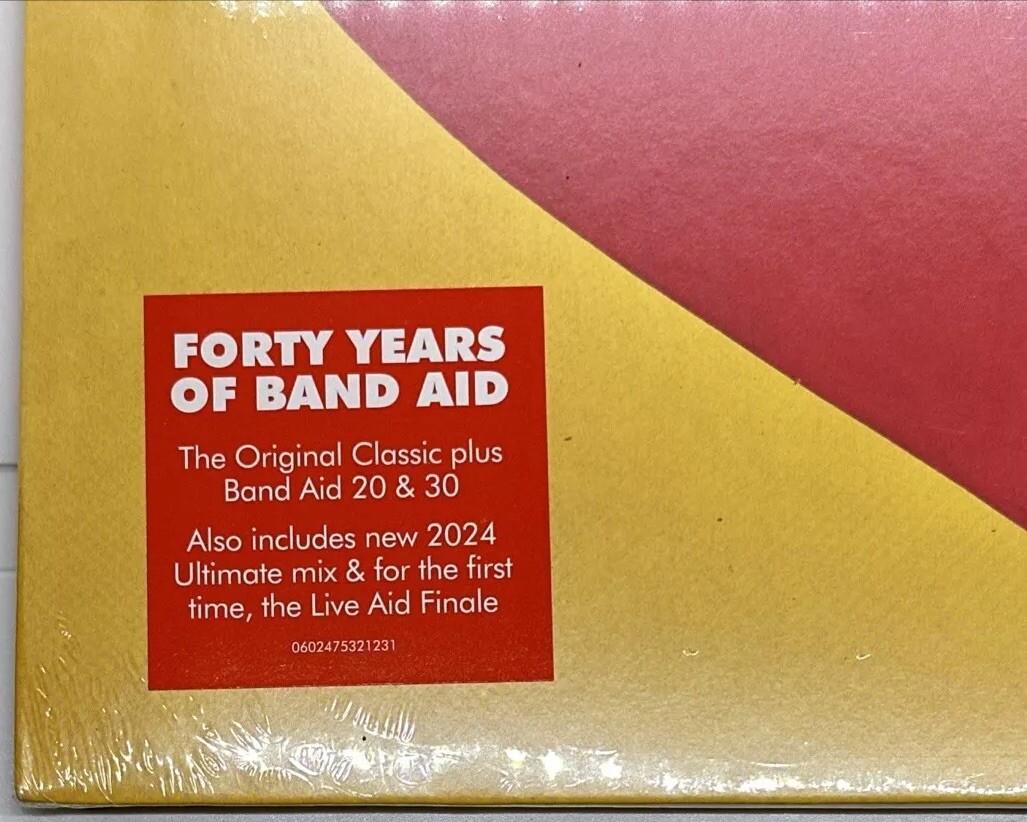 FORTY YEARS
OF BAND AID
The Original Classic plus
Band Aid 20 & 30
Also includes new 2024
Ultimate mix & for the first
time, the Live Aid Finale
0602475321231